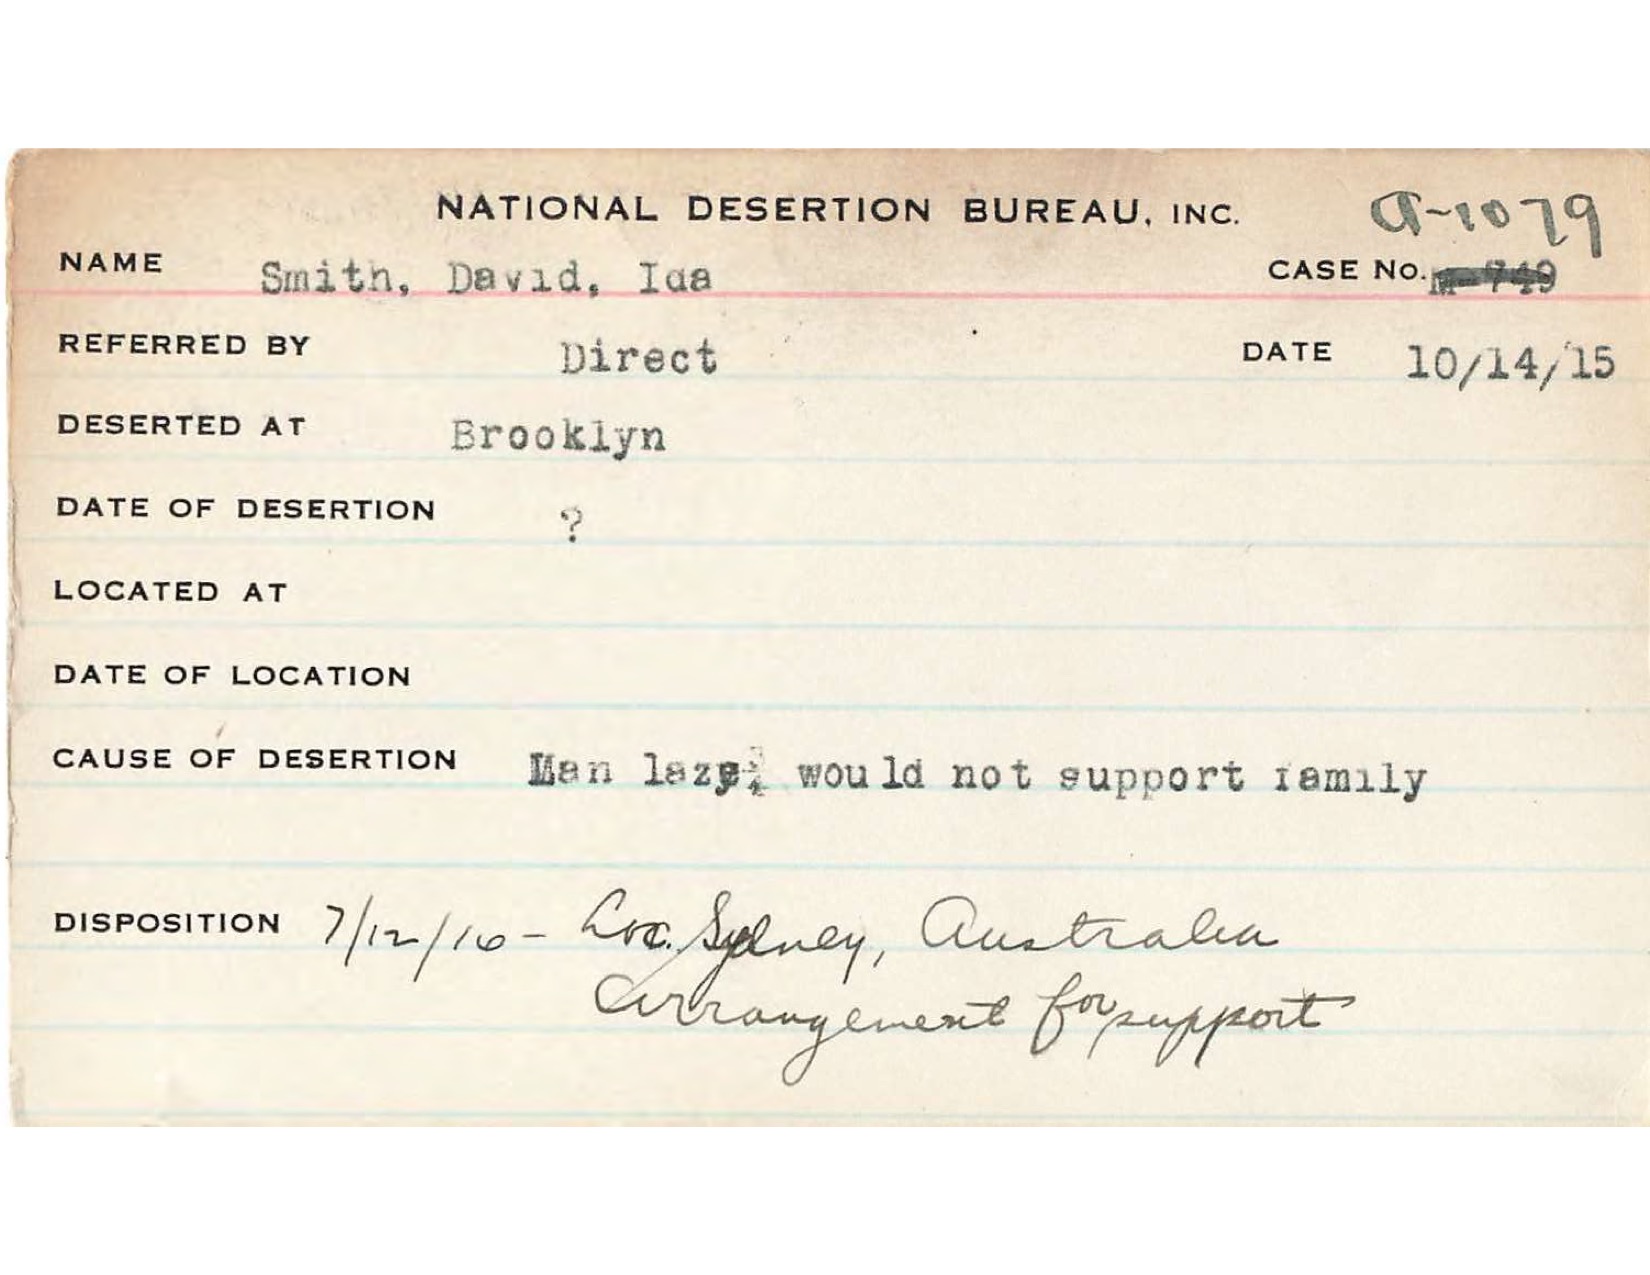 NATIONAL DESERTION BUREAU, INC. A-1079
NAME Smith, David, Ida CASE No. M-749
REFERRED BY Direct DATE 10/14/15
DESERTED AT Brooklyn
DATE OF DESERTION ?
LOCATED AT
DATE OF LOCATION
CAUSE OF DESERTION Man lazy; would not support family
DISPOSITION 7/12/16 - Loc. Sydney, Australia
Arrangement for support